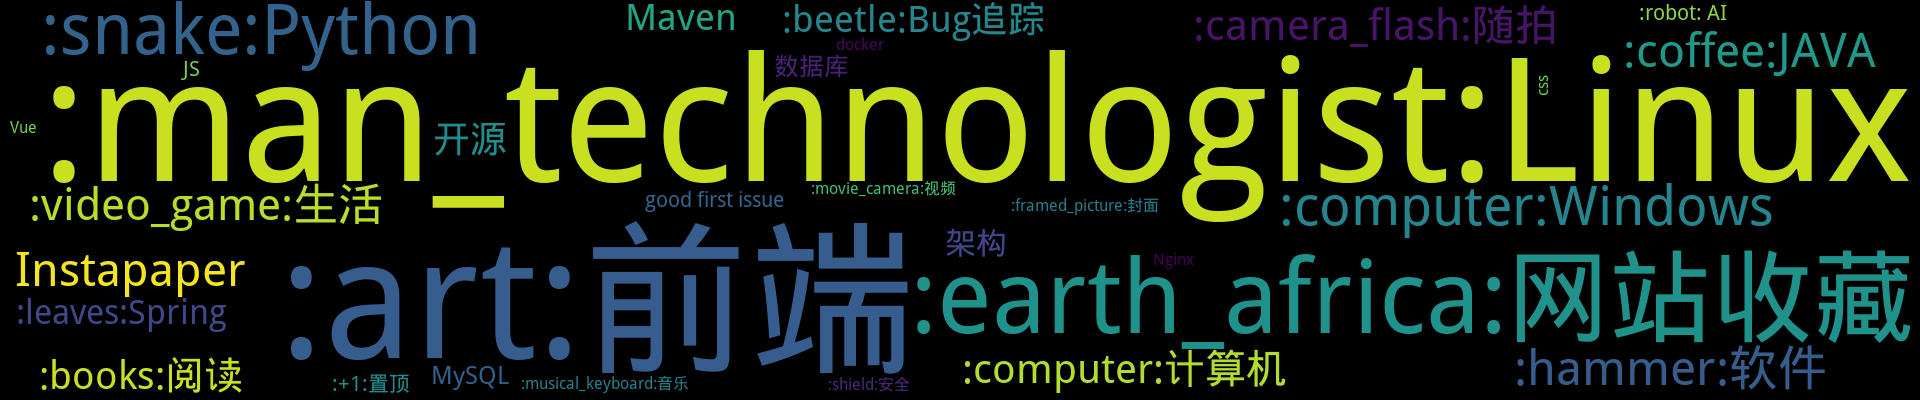 :snake:Python
Maven
:beetle:Bug追踪
:camera_flash:随拍
:robot: AI
docker
:coffee:JAVA
JS
数据库
css
:man_technologist:Linux
Vue
开源
:video_game:生活
good first issue
:movie_camera:视频
:framed_picture:封面
:computer:Windows
架构
Instapaper
Nginx
:art:前端
:earth_africa:网站收藏
:leaves:Spring
:books:阅读
:+1:置顶
MySQL
:musical_keyboard:音乐
:shield:安全
:computer:计算机
:hammer:软件